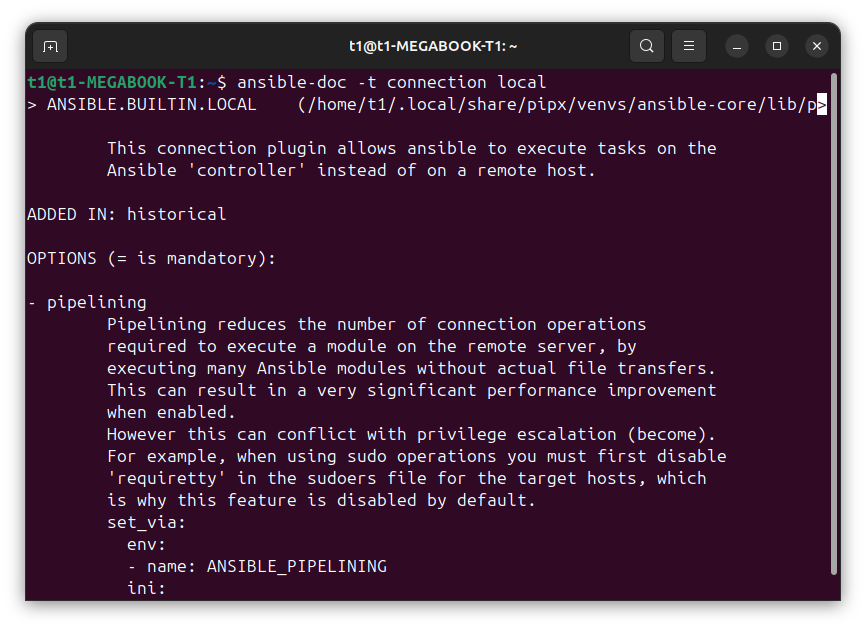 t1@t1-MEGABOOK-T1: ~
t1@t1-MEGABOOK-T1:~$ ansible-doc -t connection local
> ANSIBLE.BUILTIN.LOCAL    (/home/t1/.local/share/pipx/venvs/ansible-core/lib/p>
This connection plugin allows ansible to execute tasks on the
Ansible 'controller' instead of on a remote host.
ADDED IN: historical
OPTIONS (= is mandatory):
- pipelining
Pipelining reduces the number of connection operations
required to execute a module on the remote server, by
executing many Ansible modules without actual file transfers.
This can result in a very significant performance improvement
when enabled.
However this can conflict with privilege escalation (become).
For example, when using sudo operations you must first disable
'requiretty' in the sudoers file for the target hosts, which
is why this feature is disabled by default.
set_via:
env:
- name: ANSIBLE_PIPELINING
ini: